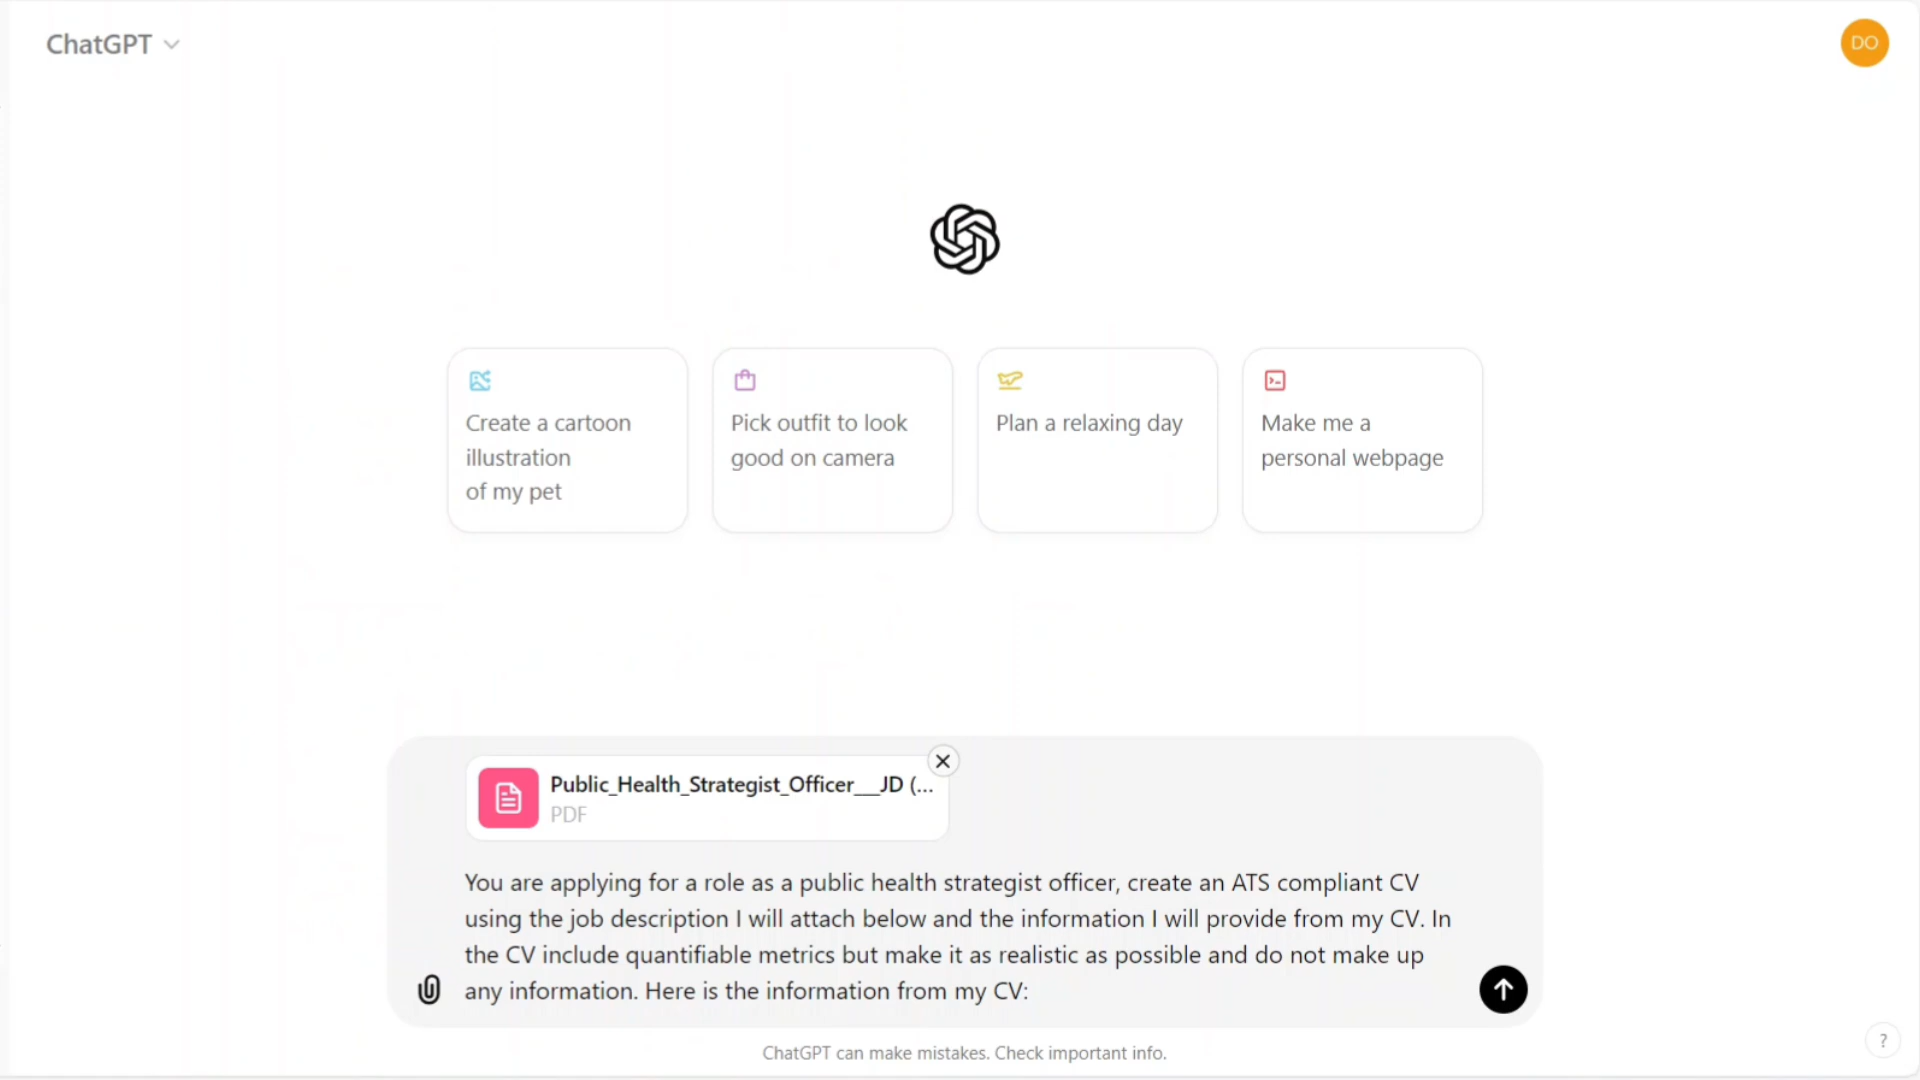 ChatGPT
DO
Create a cartoon
illustration
of my pet
Pick outfit to look
good on camera
Plan a relaxing day
Make me a
personal webpage
Public_Health_Strategist_Officer___JD (...
PDF
You are applying for a role as a public health strategist officer, create an ATS compliant CV
using the job description I will attach below and the information I will provide from my CV. In
the CV include quantifiable metrics but make it as realistic as possible and do not make up
any information. Here is the information from my CV:
ChatGPT can make mistakes. Check important info.
?